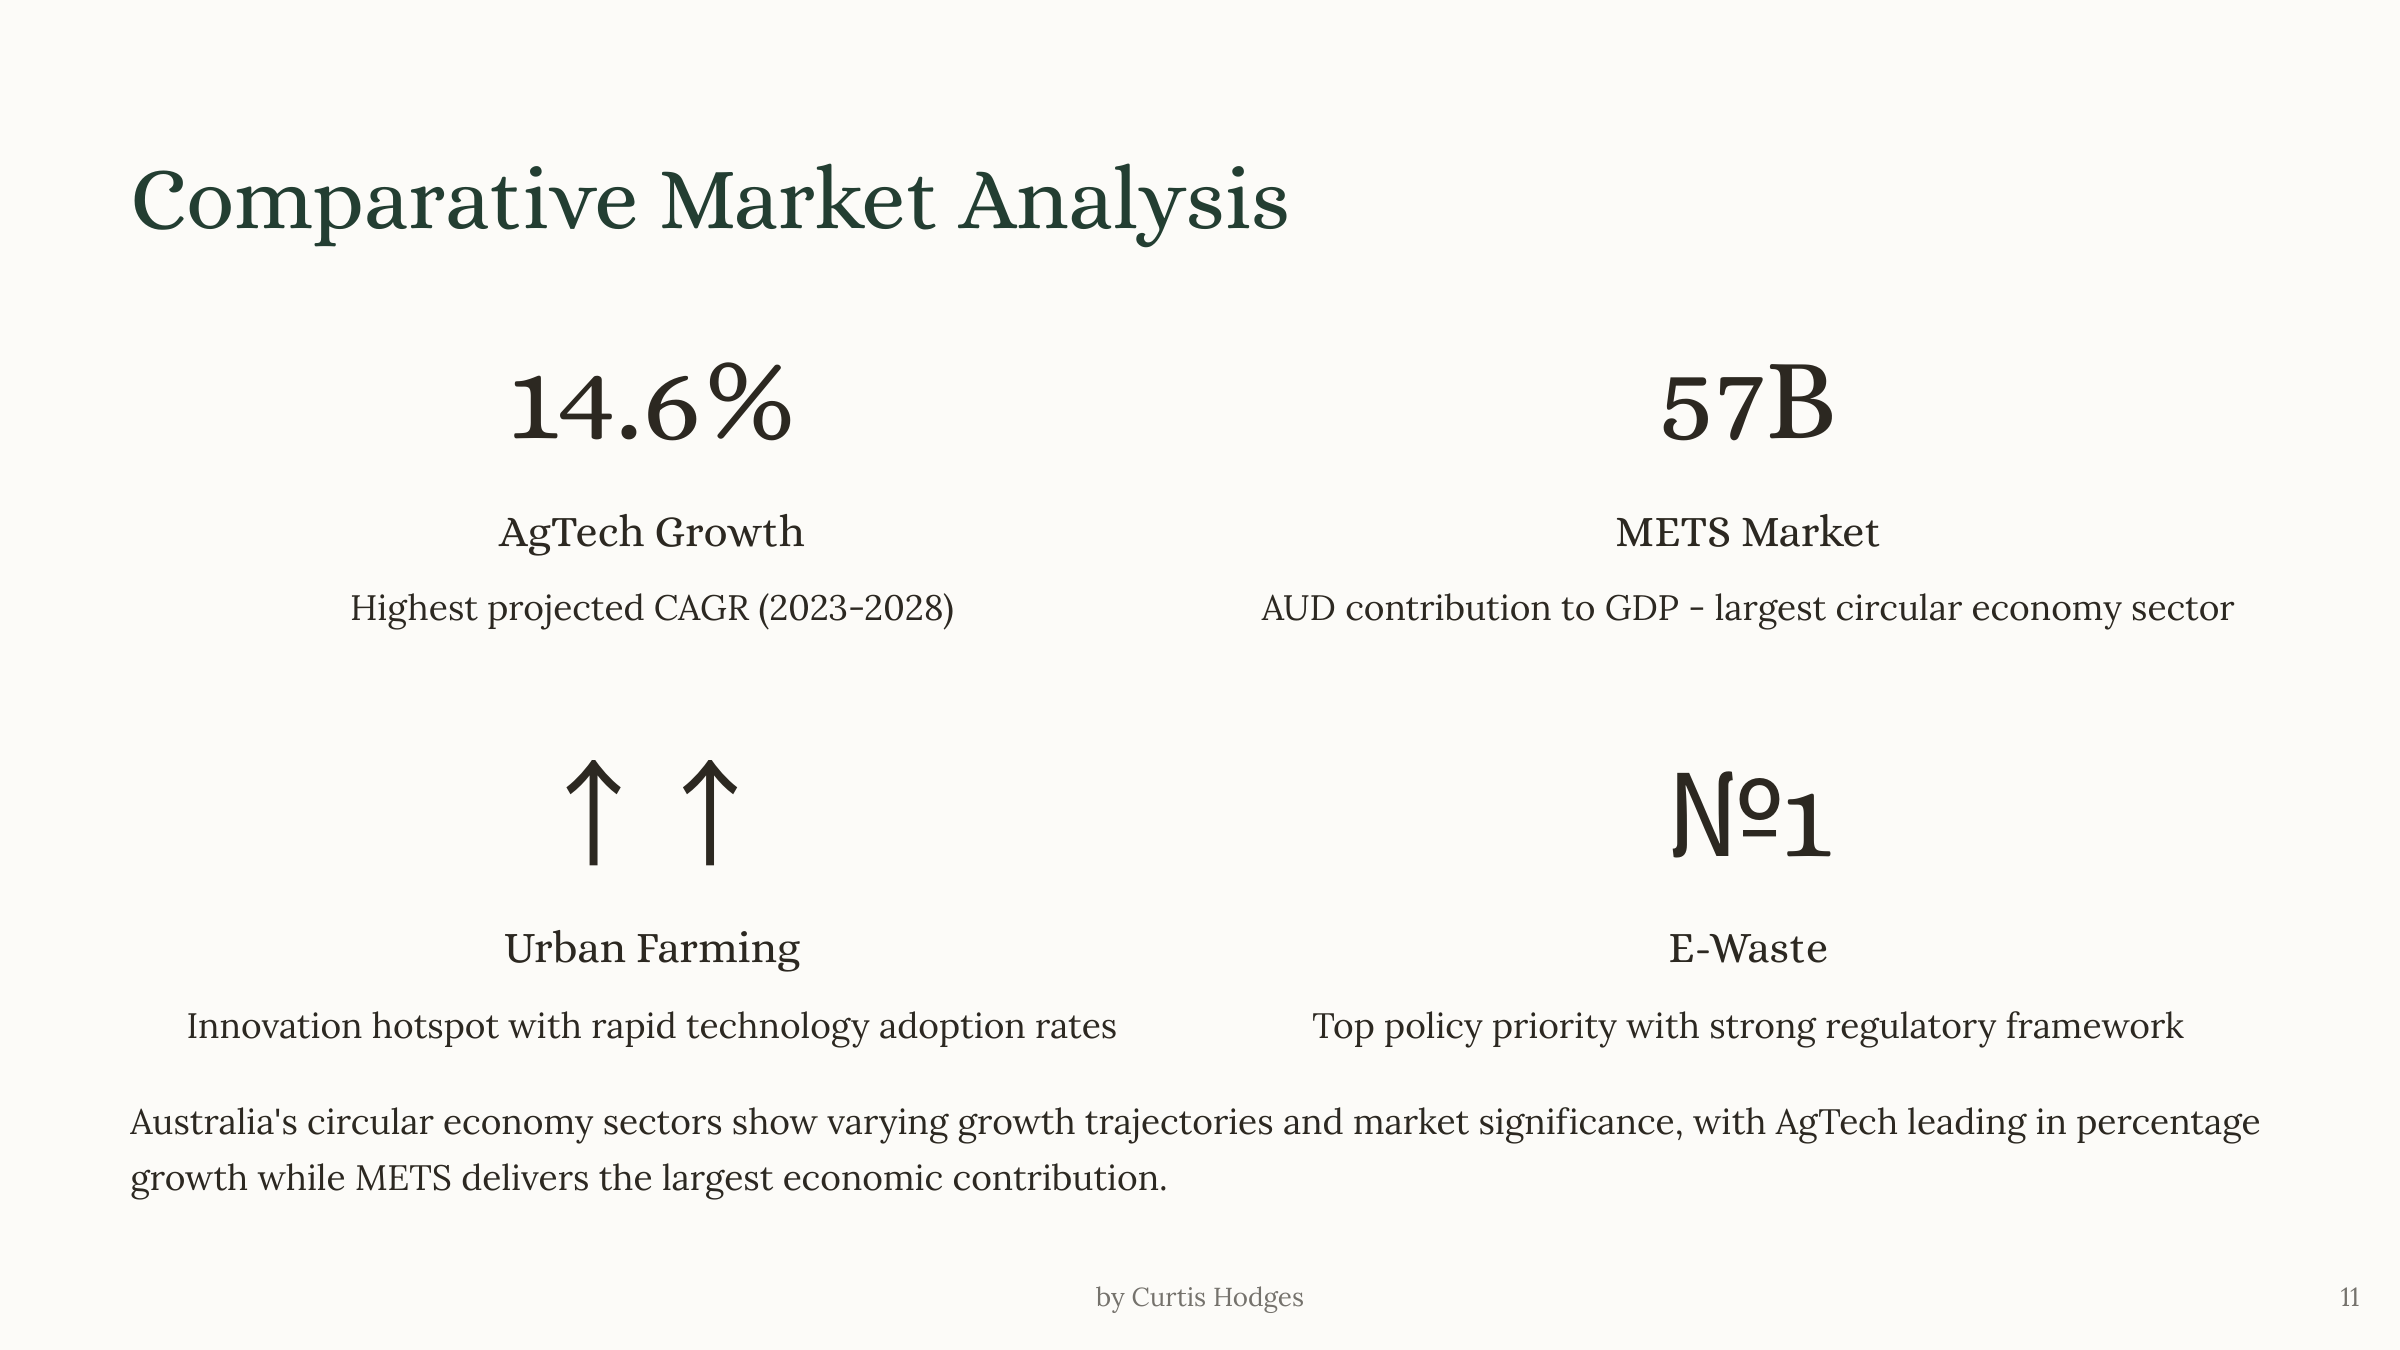 Comparative Market Analysis
14.6%
AgTech Growth
Highest projected CAGR (2023-2028)
57B
METS Market
AUD contribution to GDP - largest circular economy sector
↑ ↑
Urban Farming
Innovation hotspot with rapid technology adoption rates
№1
E-Waste
Top policy priority with strong regulatory framework
Australia's circular economy sectors show varying growth trajectories and market significance, with AgTech leading in percentage
growth while METS delivers the largest economic contribution.
by Curtis Hodges
11